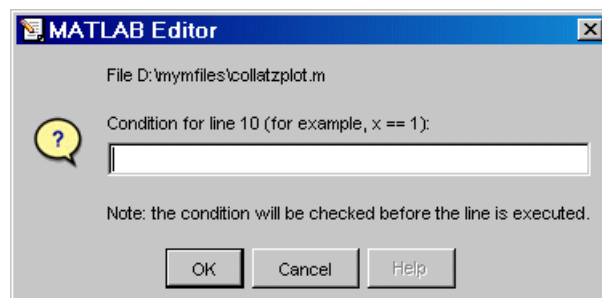 MATLAB Editor
File D:\mymfiles\collatzplot.m
?
Condition for line 10 (for example, x == 1):
Note: the condition will be checked before the line is executed.
OK Cancel Help